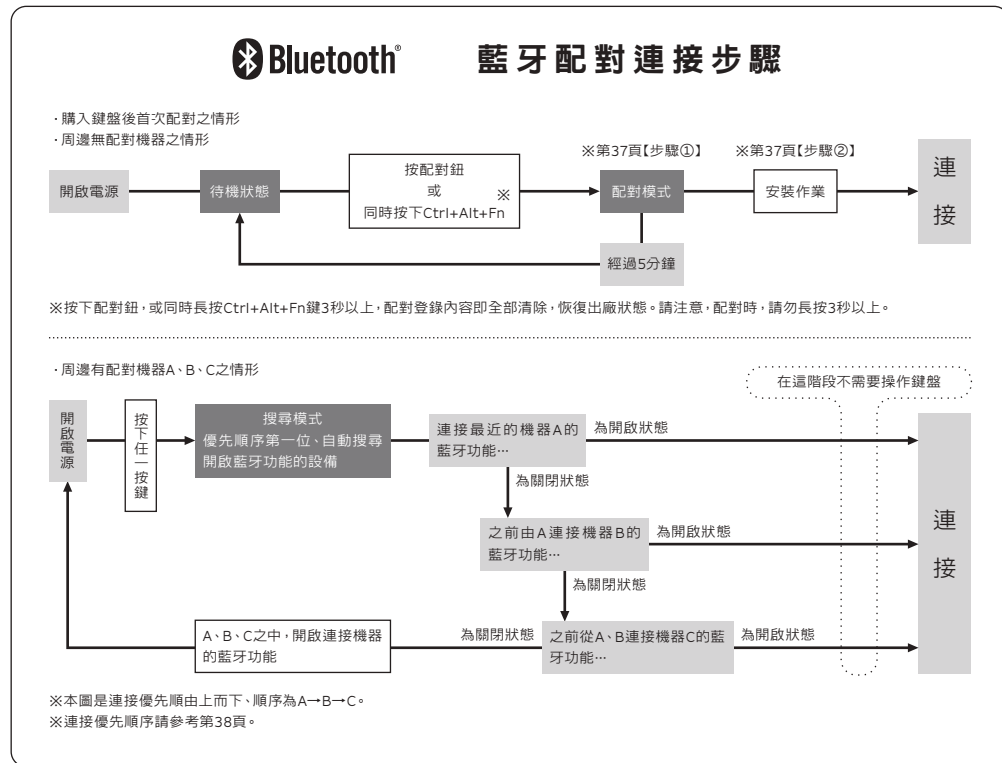 Bluetooth® 藍牙配對連接步驟
·購入鍵盤後首次配對之情形
·周邊無配對機器之情形
開啟電源
待機狀態
按配對鈕
或
同時按下Ctrl+Alt+Fn
※
※第37頁【步驟①】
配對模式
※第37頁【步驟②】
安裝作業
連接
經過5分鐘
※按下配對鈕，或同時長按Ctrl+Alt+Fn鍵3秒以上，配對登錄內容即全部清除，恢復出廠狀態。請注意，配對時，請勿長按3秒以上。
·周邊有配對機器A、B、C之情形
在這階段不需要操作鍵盤
開啟電源
按下任一按鍵
搜尋模式
優先順序第一位、自動搜尋
開啟藍牙功能的設備
連接最近的機器A的
藍牙功能…
為開啟狀態
為關閉狀態
之前由A連接機器B的
藍牙功能…
為開啟狀態
為關閉狀態
之前從A、B連接機器C的藍
牙功能…
為開啟狀態
為關閉狀態
A、B、C之中，開啟連接機器
的藍牙功能
連接
※本圖是連接優先順由上而下、順序為A→B→C。
※連接優先順序請參考第38頁。